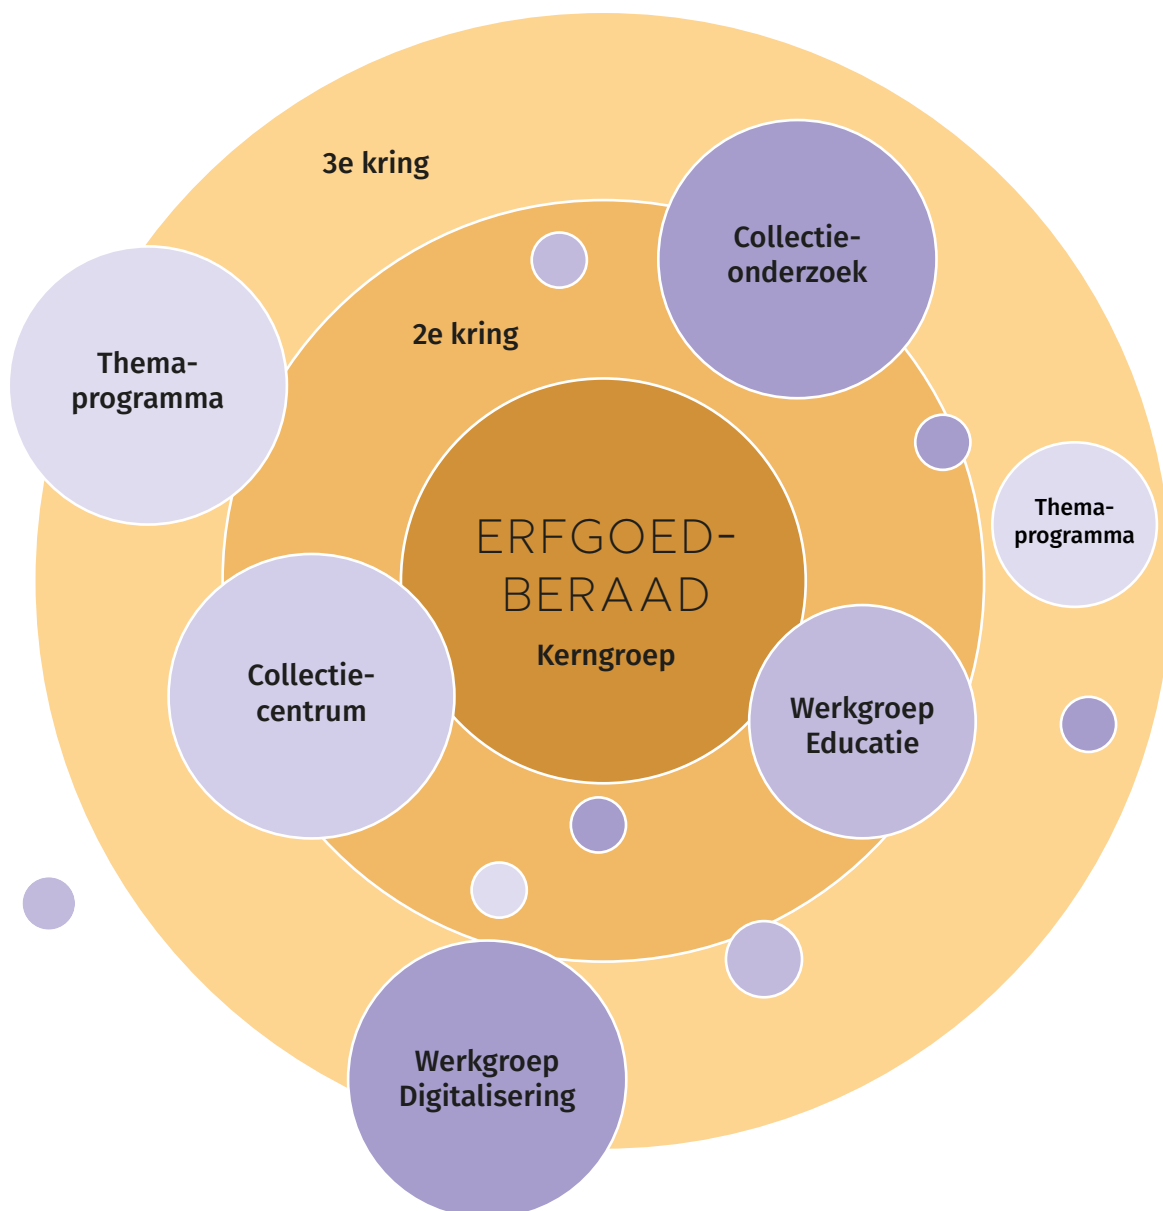 3e kring
Collectie-
onderzoek
2e kring
Thema-
programma
Thema-
programma
ERFGOED-
BERAAD
Kerngroep
Collectie-
centrum
Werkgroep
Educatie
Werkgroep
Digitalisering